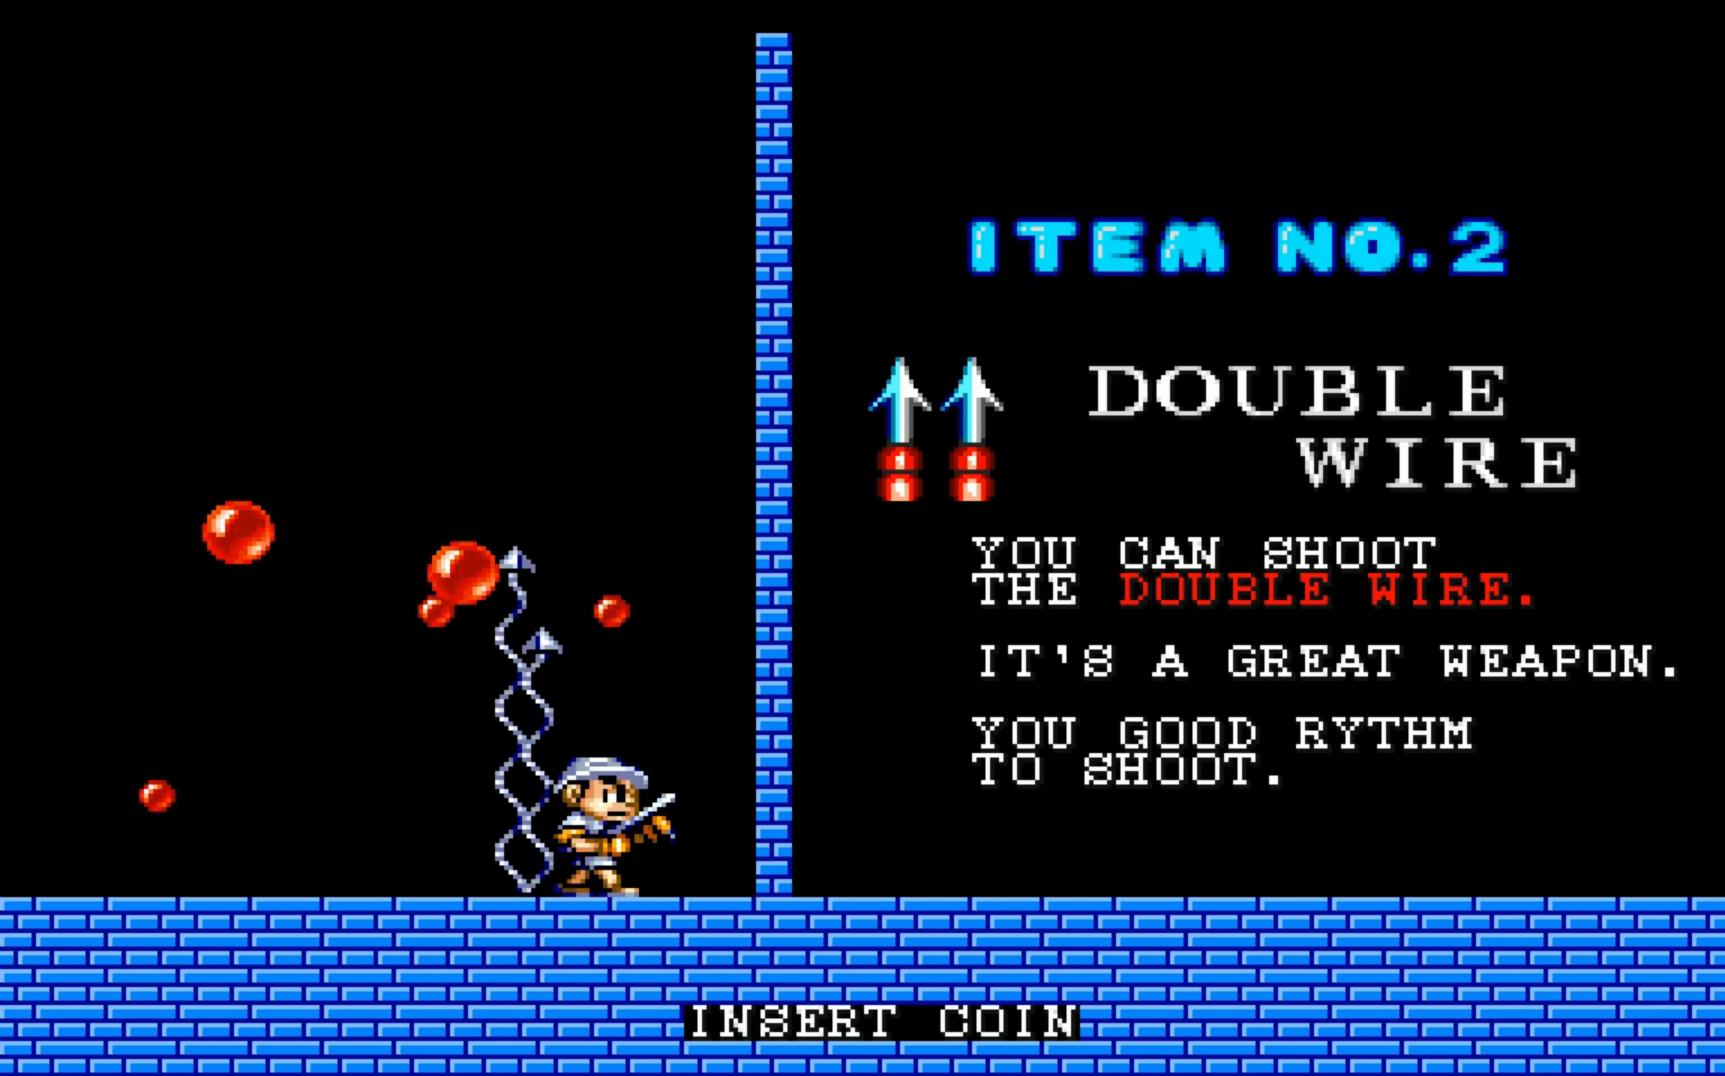 ITEM NO.2
DOUBLE
WIRE
YOU CAN SHOOT
THE DOUBLE WIRE.
IT'S A GREAT WEAPON.
YOU GOOD RYTHM
TO SHOOT.
INSERT COIN